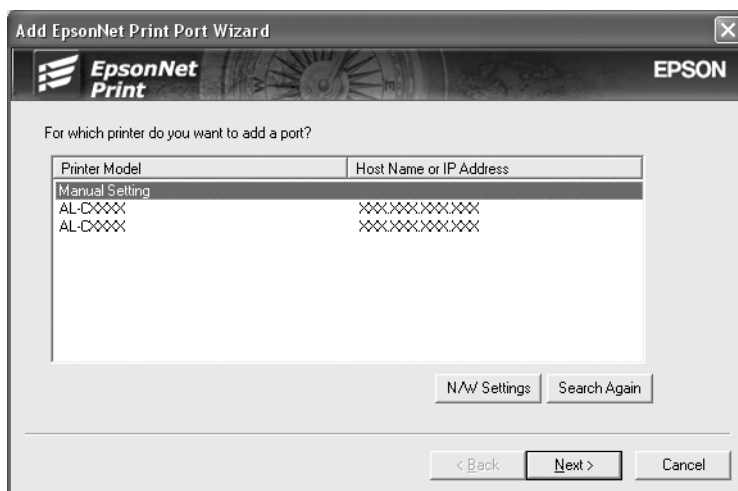 Add EpsonNet Print Port Wizard
EpsonNet
Print
EPSON
For which printer do you want to add a port?
Printer Model Host Name or IP Address
Manual Setting
AL-CXXXX XXX.XXX.XXX.XXX
AL-CXXXX XXX.XXX.XXX.XXX
N/W Settings Search Again
< Back Next > Cancel